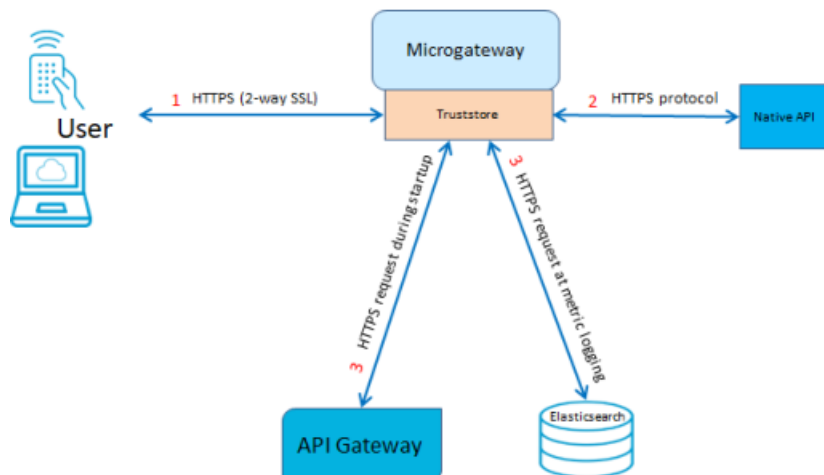 Microgateway
1 HTTPS (2-way SSL)
2 HTTPS protocol
User
Truststore
Native API
3 HTTPS request during startup
3 HTTPS request at metric logging
API Gateway
Elasticsearch